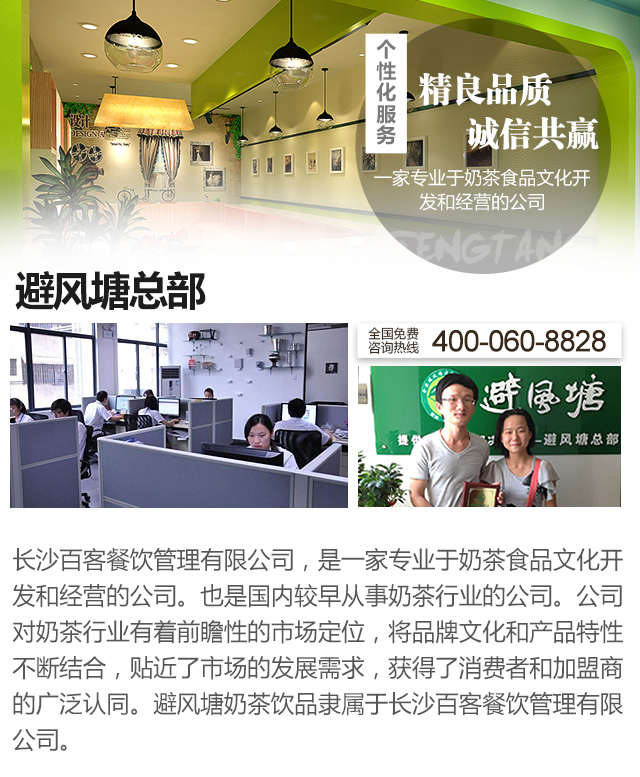 个性化服务
精良品质
诚信共赢
一家专业于奶茶食品文化开
发和经营的公司
FENGTANG
设计
DESIGN
避风塘总部
全国免费
咨询热线
400-060-8828
避風塘
提供
避风塘总部
长沙百客餐饮管理有限公司，是一家专业于奶茶食品文化开
发和经营的公司。也是国内较早从事奶茶行业的公司。公司
对奶茶行业有着前瞻性的市场定位，将品牌文化和产品特性
不断结合，贴近了市场的发展需求，获得了消费者和加盟商
的广泛认同。避风塘奶茶饮品隶属于长沙百客餐饮管理有限
公司。